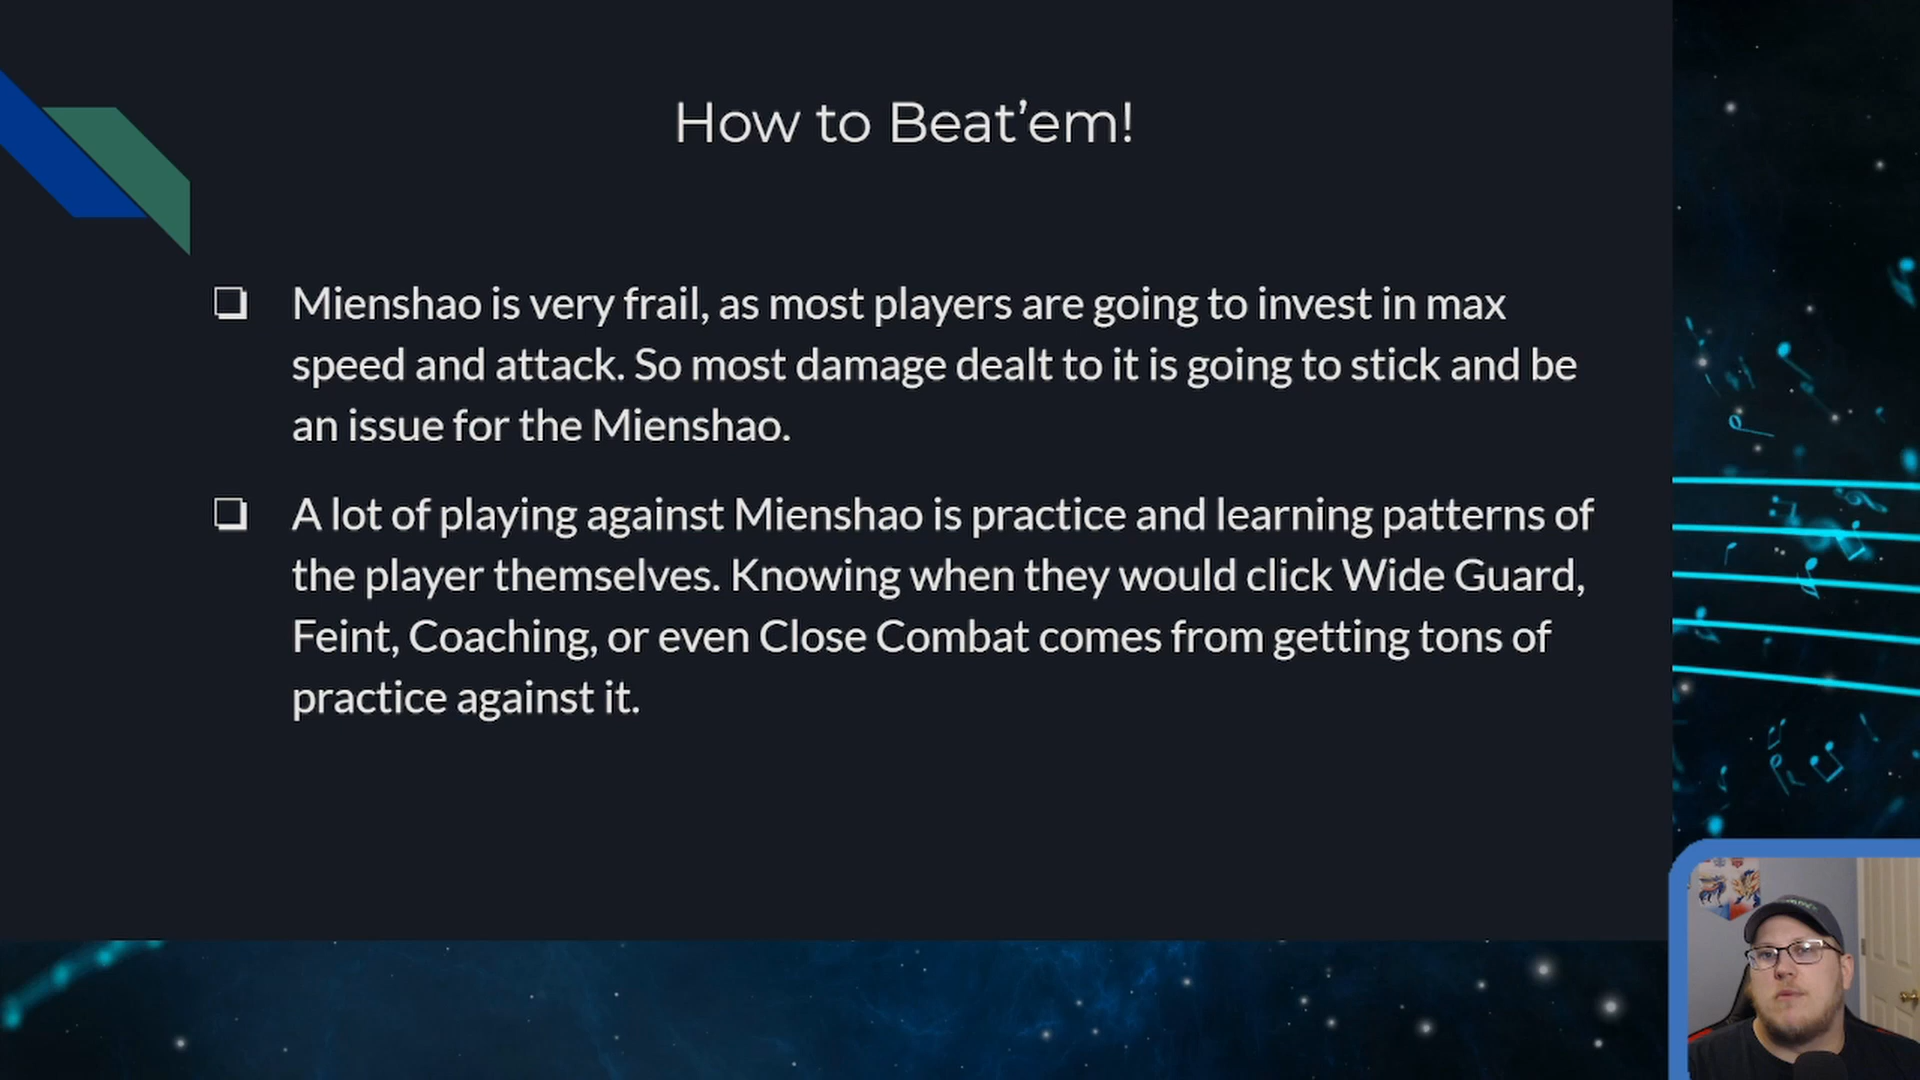 How to Beat’em!
Mienshao is very frail, as most players are going to invest in max
speed and attack. So most damage dealt to it is going to stick and be
an issue for the Mienshao.
A lot of playing against Mienshao is practice and learning patterns of
the player themselves. Knowing when they would click Wide Guard,
Feint, Coaching, or even Close Combat comes from getting tons of
practice against it.